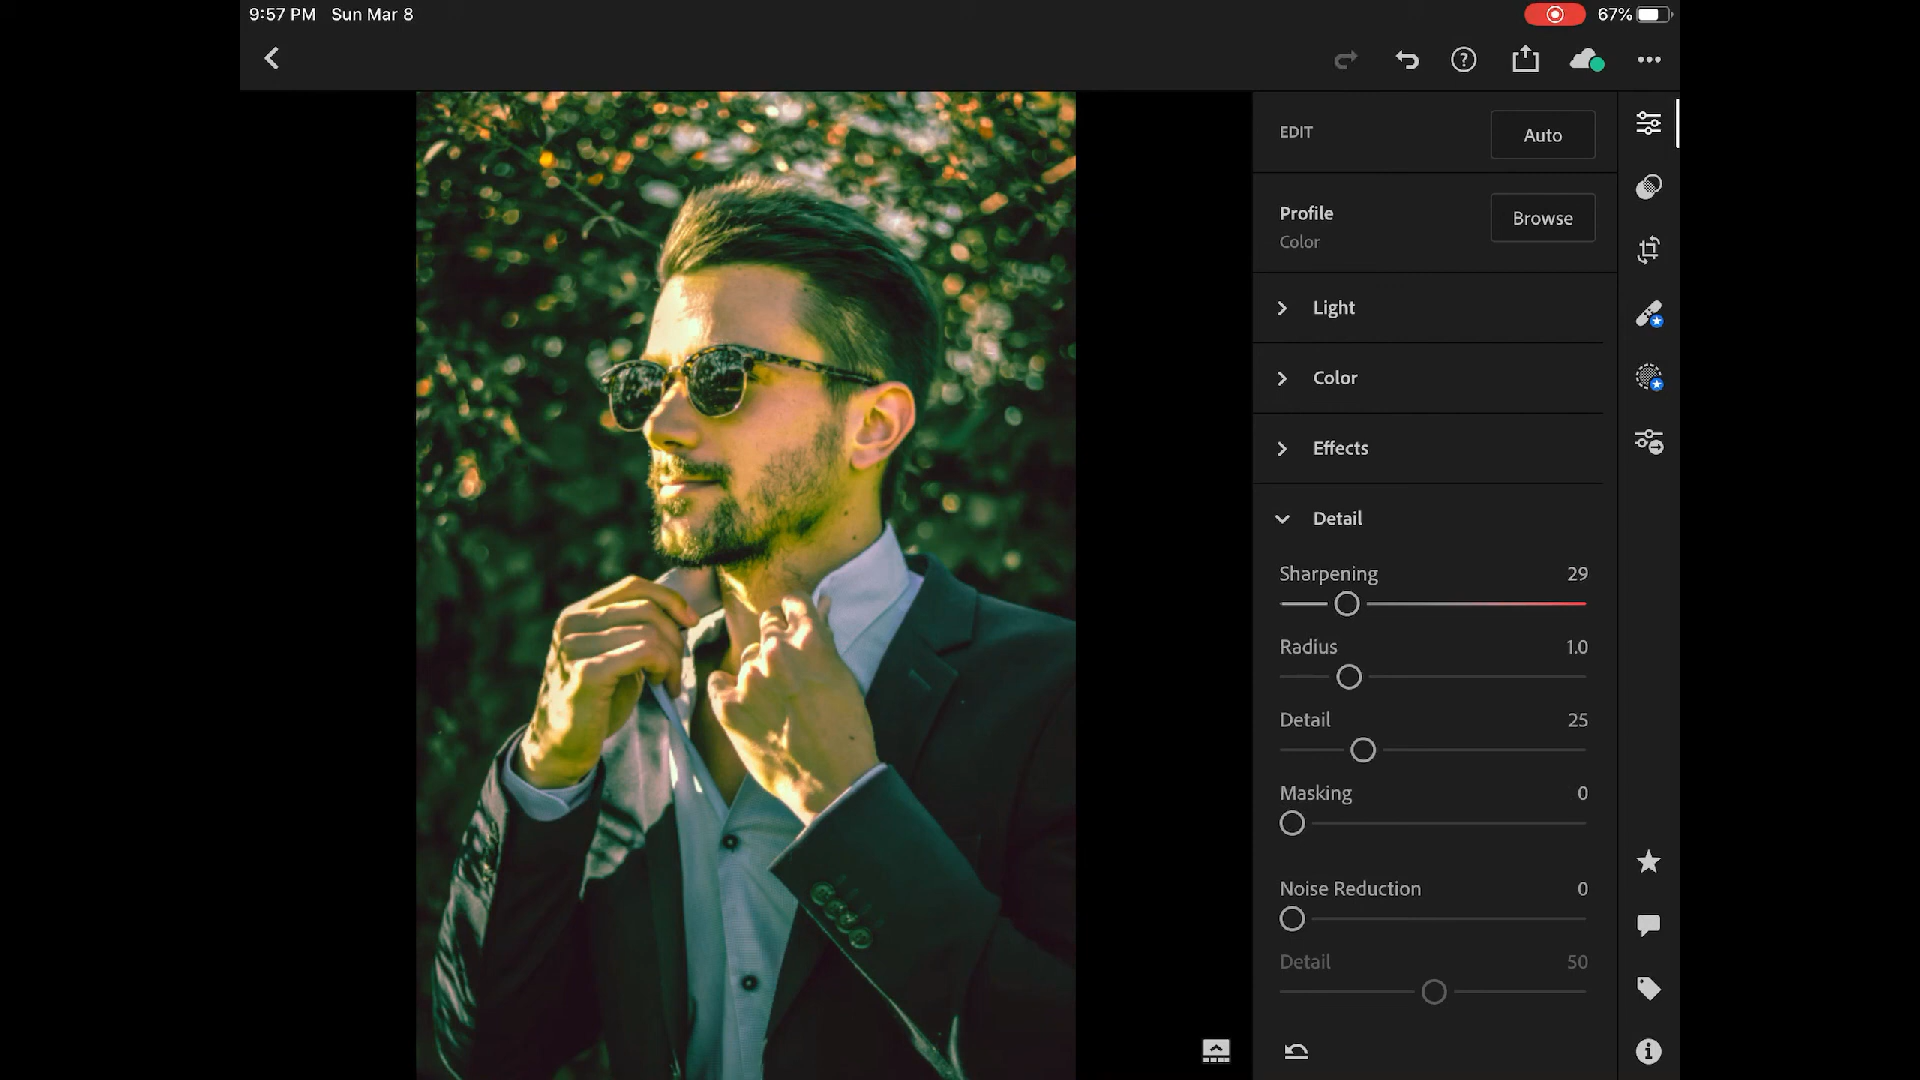 9:57 PM Sun Mar 8
67%
EDIT
Auto
Profile
Color
Browse
Light
Color
Effects
Detail
Sharpening 29
Radius 1.0
Detail 25
Masking 0
Noise Reduction 0
Detail 50